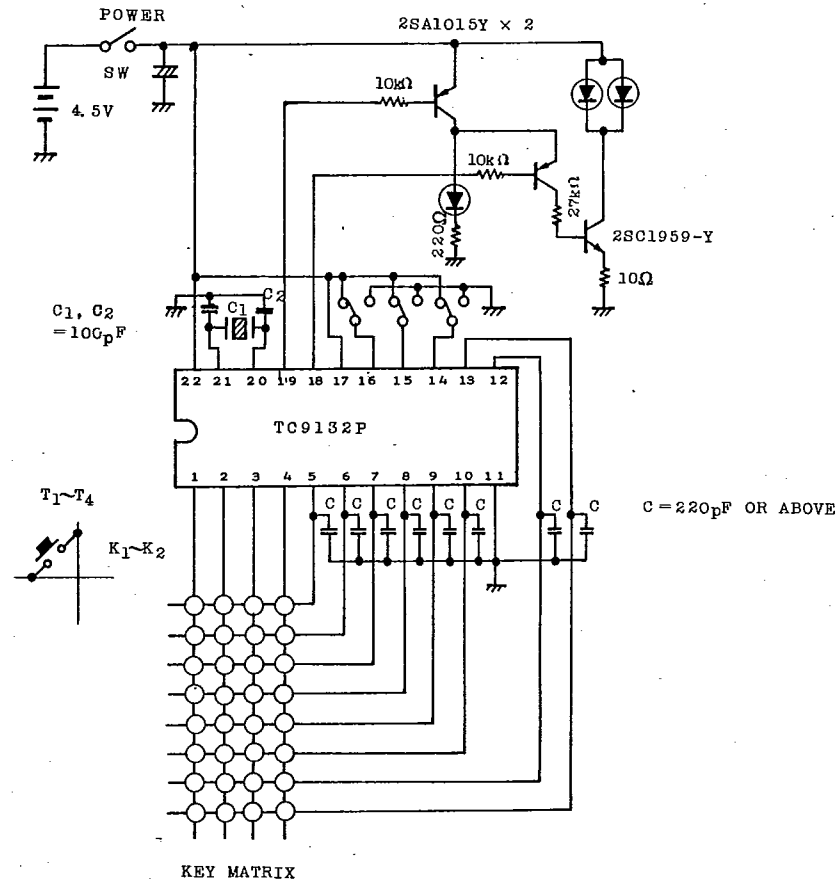 POWER
SW
4.5V
2SA1015Y × 2
10kΩ
10kΩ
27kΩ
220Ω
2SC1959-Y
10Ω
C1, C2
=100pF
C1
C2
22 21 20 19 18 17 16 15 14 13 12
TC9132P
1 2 3 4 5 6 7 8 9 10 11
C C C C C C C C
C=220pF OR ABOVE
T1~T4
K1~K2
KEY MATRIX